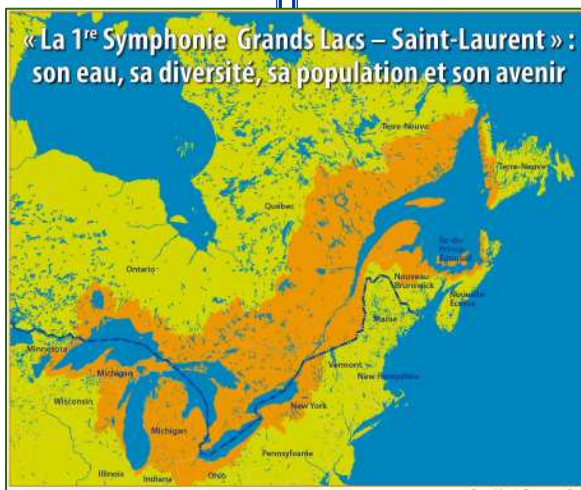 « La 1re Symphonie Grands Lacs – Saint-Laurent » :
son eau, sa diversité, sa population et son avenir
Terre-Neuve
Terre-Neuve
Québec
Île-du-
Prince-
Édouard
Ontario
Nouveau-
Brunswick
Nouvelle-
Écosse
Maine
Minnesota
Michigan
Vermont
New Hampshire
Wisconsin
Michigan
New York
Pennsylvanie
Illinois
Indiana
Ohio